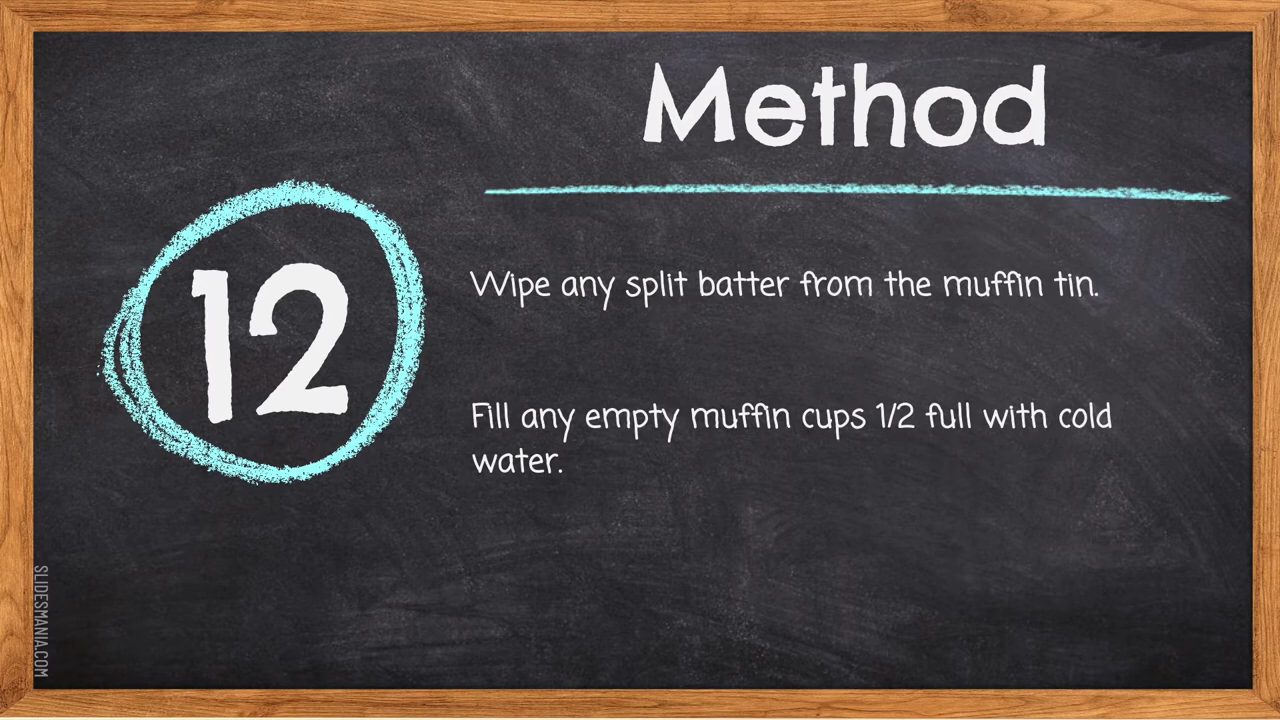 Method
12
Wipe any split batter from the muffin tin.
Fill any empty muffin cups 1/2 full with cold
water.
SLIDESMANIA.COM